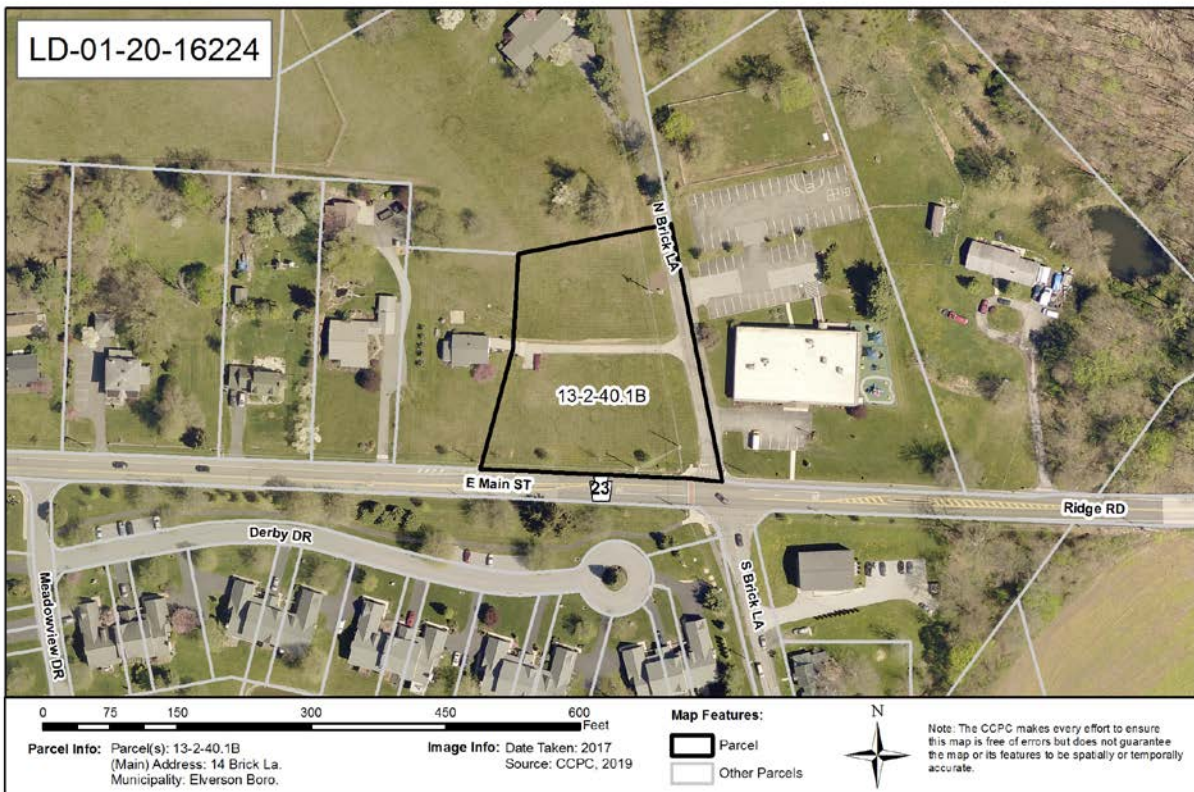 LD-01-20-16224
N Brick LA
13-2-40.1B
E Main ST
23
Ridge RD
Derby DR
Meadowview DR
S Brick LA
0 75 150 300 450 600
Feet
Parcel Info: Parcel(s): 13-2-40.1B
(Main) Address: 14 Brick La.
Municipality: Elverson Boro.
Image Info: Date Taken: 2017
Source: CCPC, 2019
Map Features:
Parcel
Other Parcels
N
Note: The CCPC makes every effort to ensure
this map is free of errors but does not guarantee
the map or its features to be spatially or temporally
accurate.